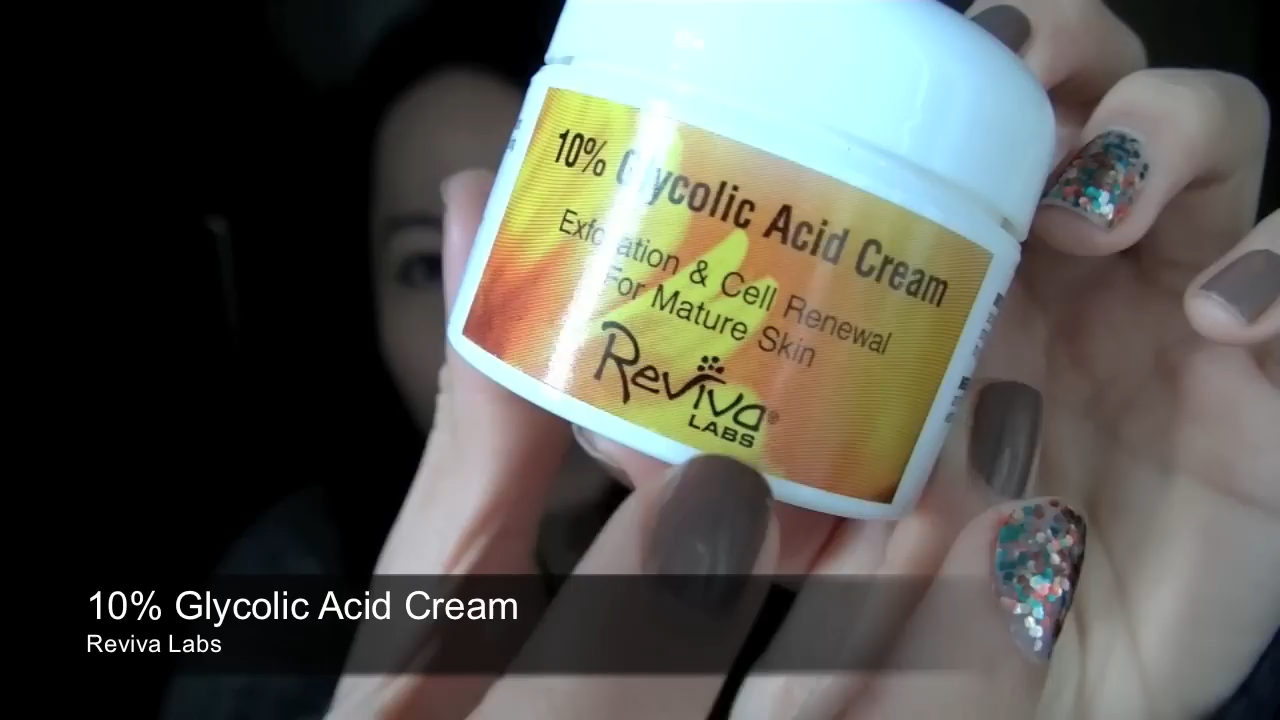 10% Glycolic Acid Cream
Exfoliation & Cell Renewal
For Mature Skin
Reviva®
LABS
10% Glycolic Acid Cream
Reviva Labs